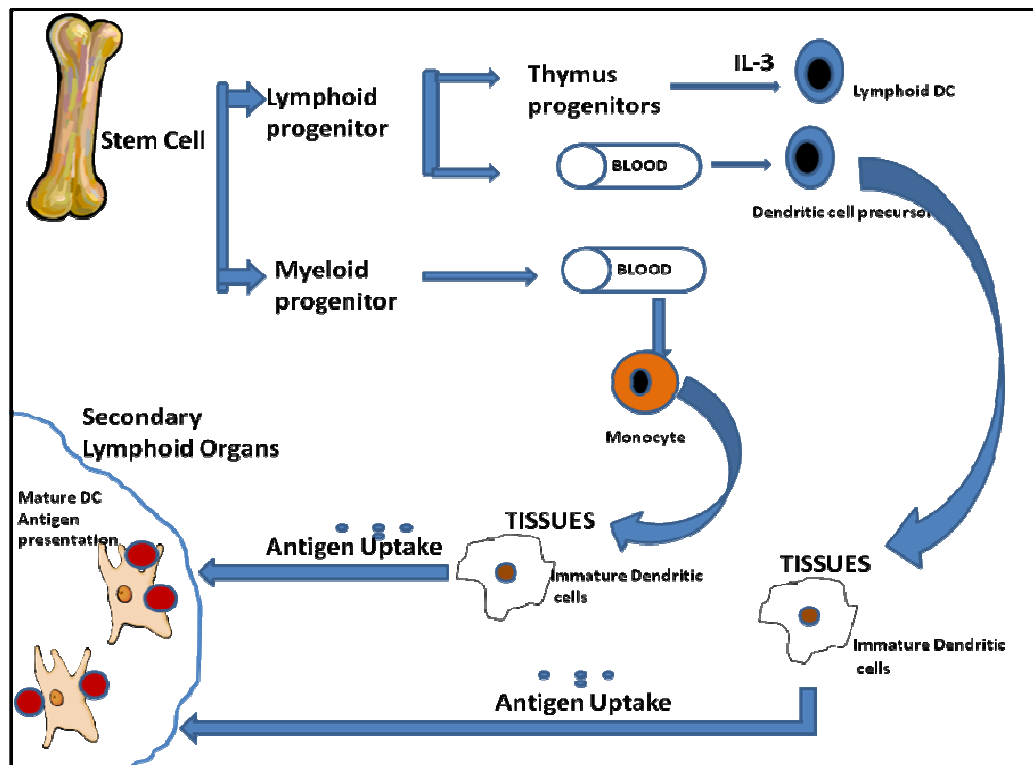 Stem Cell
Lymphoid
progenitor
Thymus
progenitors
IL-3
Lymphoid DC
BLOOD
Dendritic cell precursor
Myeloid
progenitor
BLOOD
Monocyte
Secondary
Lymphoid Organs
Mature DC
Antigen
presentation
Antigen Uptake
TISSUES
Immature Dendritic
cells
TISSUES
Immature Dendritic
cells
Antigen Uptake